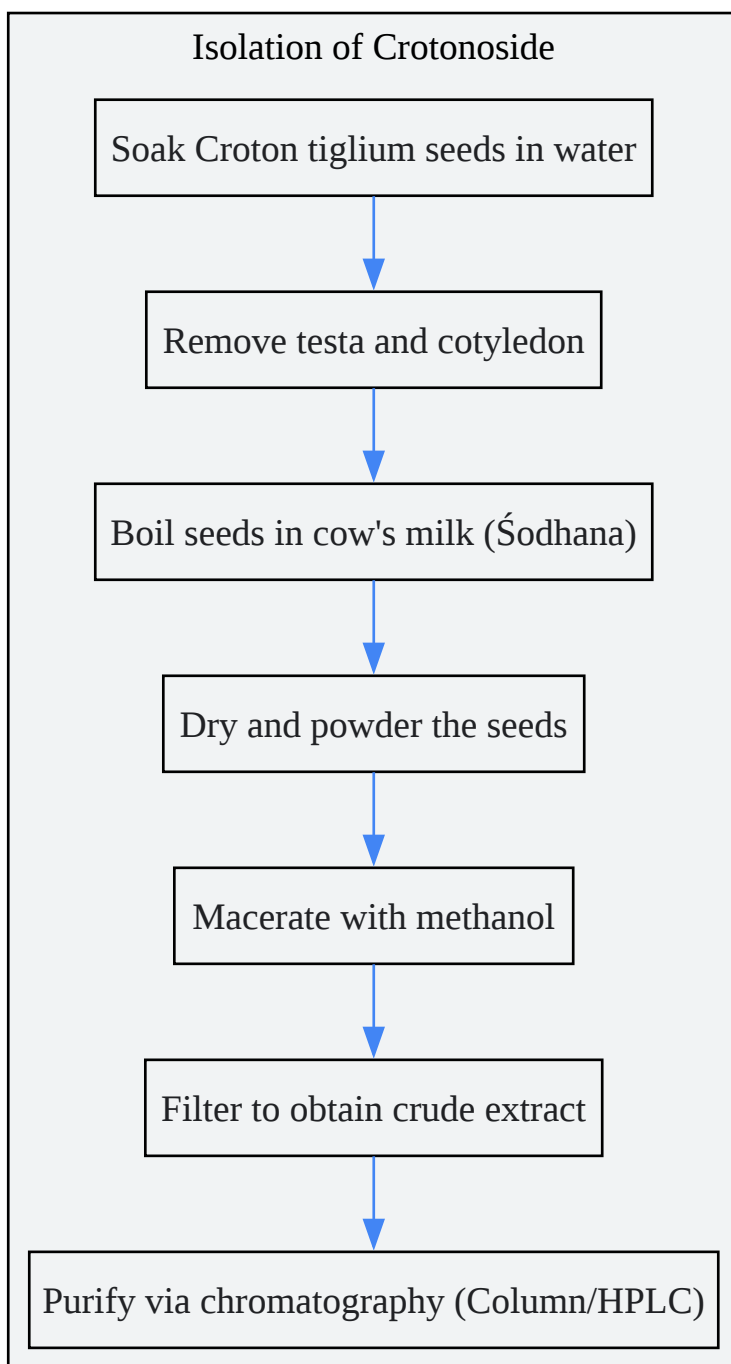 Isolation of Crotonoside
Soak Croton tiglium seeds in water
Remove testa and cotyledon
Boil seeds in cow's milk (Śodhana)
Dry and powder the seeds
Macerate with methanol
Filter to obtain crude extract
Purify via chromatography (Column/HPLC)